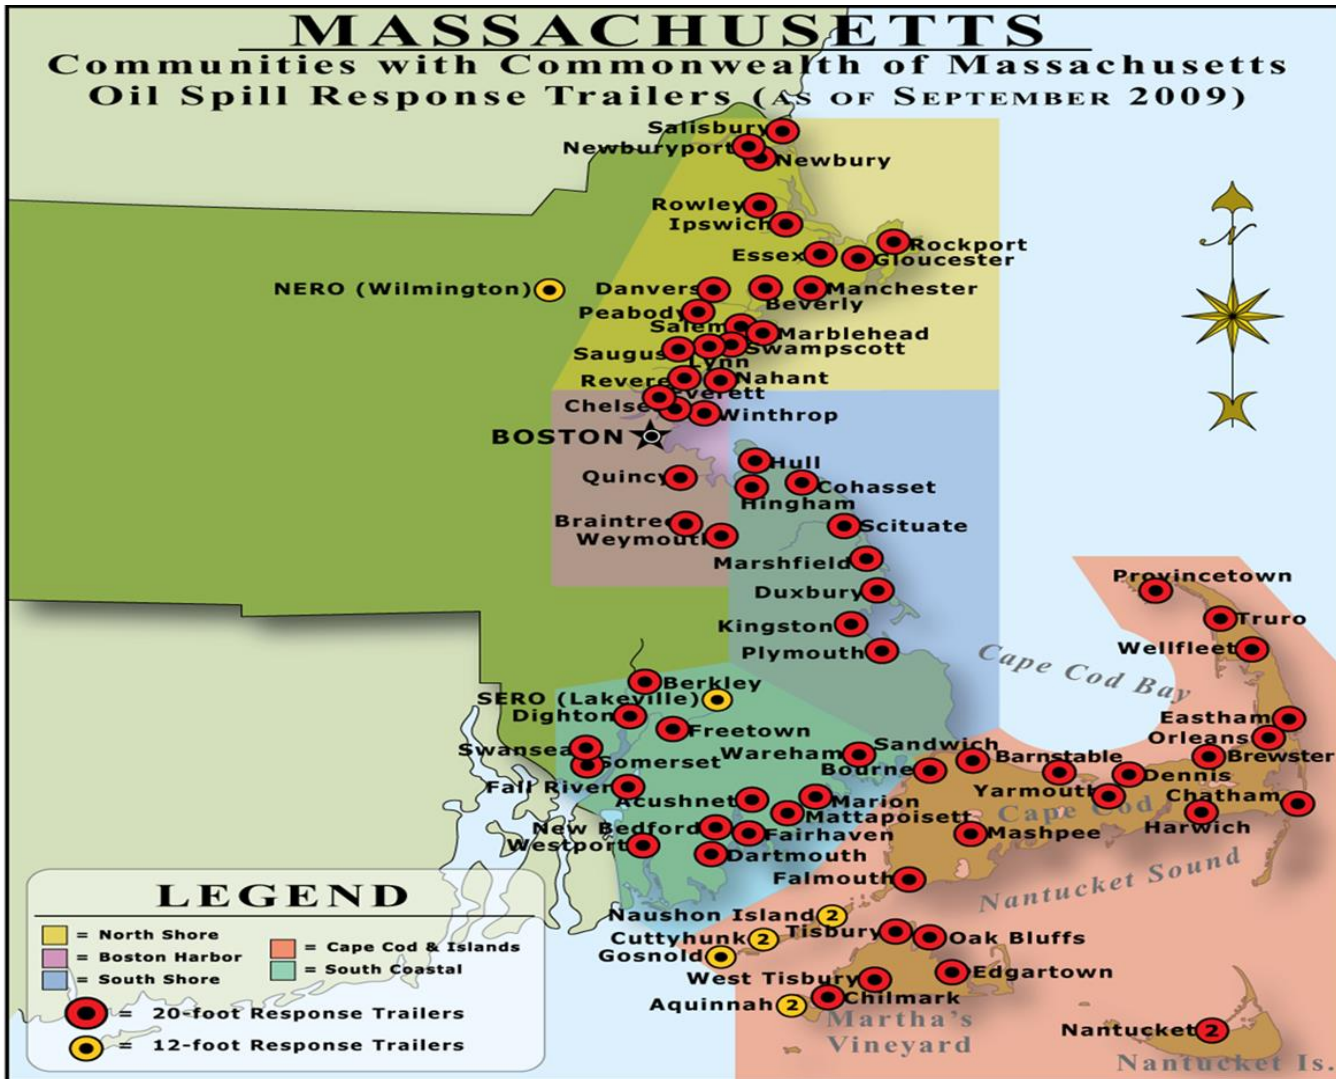 MASSACHUSETTS
Communities with Commonwealth of Massachusetts
Oil Spill Response Trailers (AS OF SEPTEMBER 2009)
Salisbury
Newburyport
Newbury
Rowley
Ipswich
Essex
Rockport
Gloucester
NERO (Wilmington)
Danvers
Beverly
Manchester
Peabody
Salem
Marblehead
Saugus
Lynn
Swampscott
Revere
Nahant
Everett
Chelsea
Winthrop
BOSTON
N
Quincy
Hull
Cohasset
Hingham
Braintree
Weymouth
Scituate
Marshfield
Duxbury
Kingston
Plymouth
Provincetown
Truro
Wellfleet
Cape Cod Bay
Eastham
Orleans
Brewster
Berkley
SERO (Lakeville)
Dighton
Freetown
Swansea
Somerset
Fall River
Wareham
Sandwich
Bourne
Barnstable
Dennis
Yarmouth
Cape Cod
Chatham
Harwich
Acushnet
Marion
Mattapoisett
New Bedford
Fairhaven
Westport
Dartmouth
Mashpee
Falmouth
Nantucket Sound
Naushon Island 2
Cuttyhunk 2
Tisbury
Oak Bluffs
Gosnold
West Tisbury
Edgartown
Aquinnah 2
Chilmark
Martha's
Vineyard
Nantucket 2
Nantucket Is.
LEGEND
= North Shore
= Boston Harbor
= South Shore
= Cape Cod & Islands
= South Coastal
= 20-foot Response Trailers
= 12-foot Response Trailers